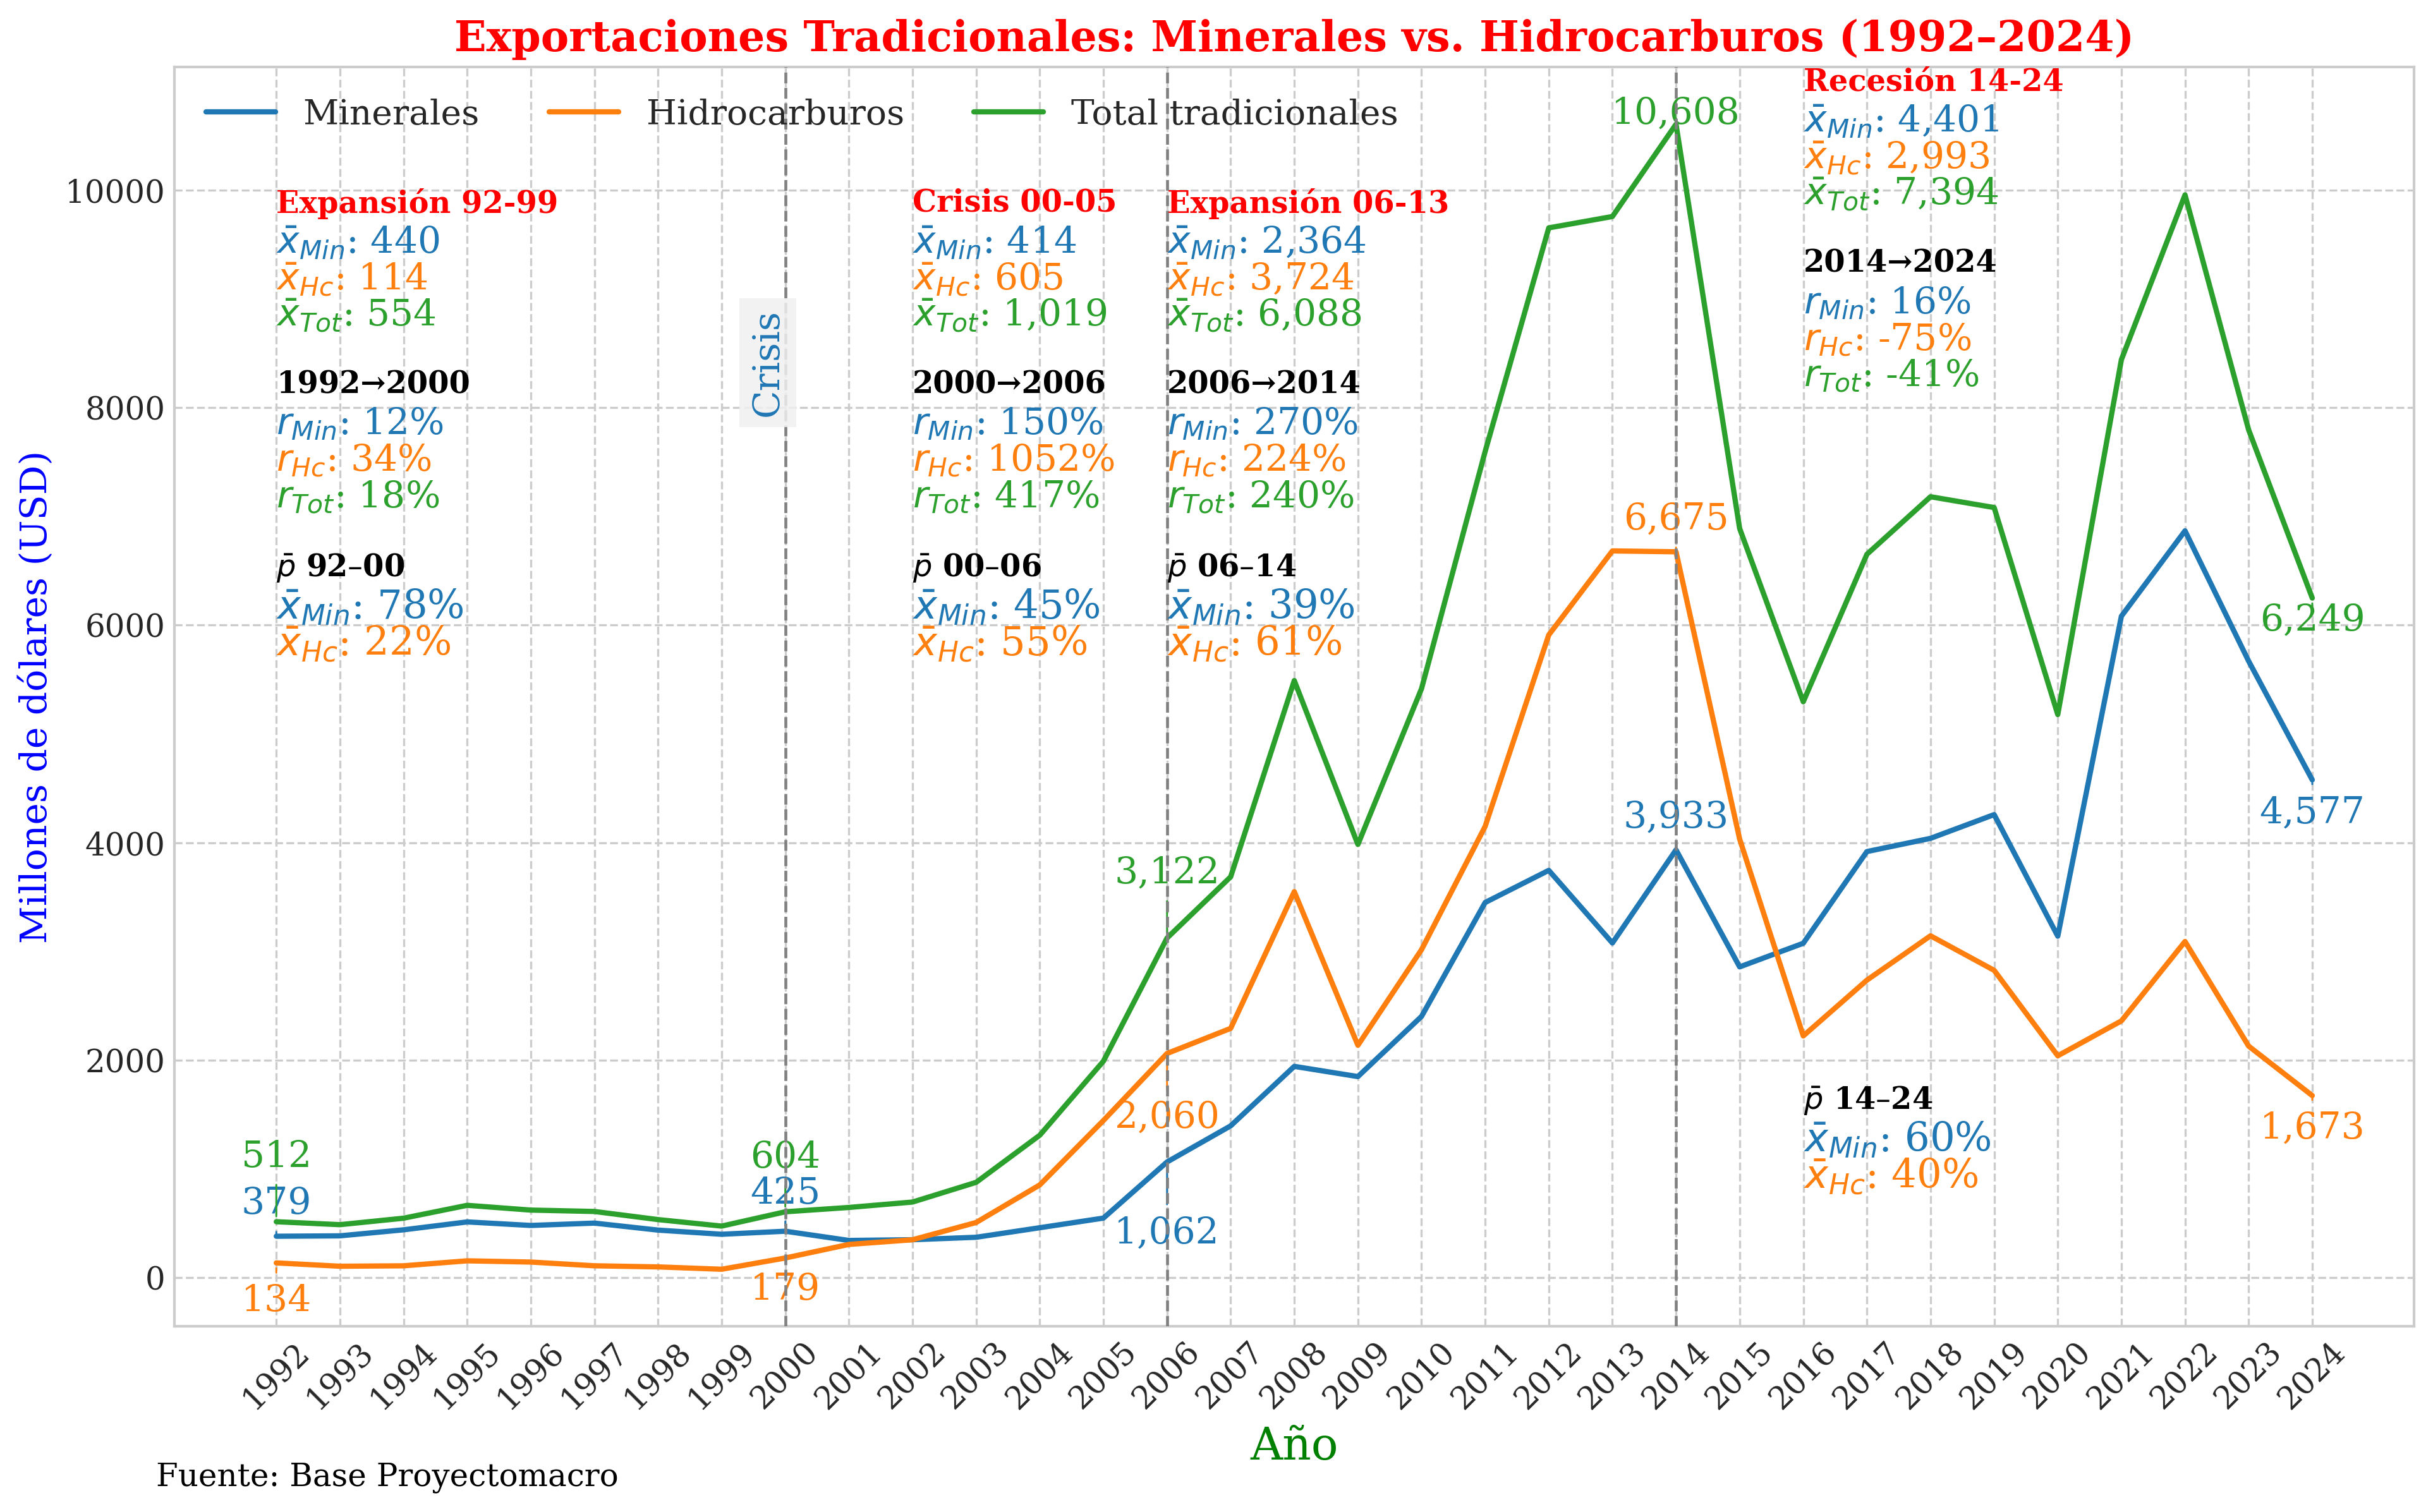 Exportaciones Tradicionales: Minerales vs. Hidrocarburos (1992–2024)
Minerales
Hidrocarburos
Total tradicionales
Millones de dólares (USD)
10000
8000
6000
4000
2000
0
Expansión 92-99
x̄Min: 440
x̄Hc: 114
x̄Tot: 554
1992→2000
rMin: 12%
rHc: 34%
rTot: 18%
p̄ 92–00
x̄Min: 78%
x̄Hc: 22%
Crisis
Crisis 00-05
x̄Min: 414
x̄Hc: 605
x̄Tot: 1,019
2000→2006
rMin: 150%
rHc: 1052%
rTot: 417%
p̄ 00–06
x̄Min: 45%
x̄Hc: 55%
Expansión 06-13
x̄Min: 2,364
x̄Hc: 3,724
x̄Tot: 6,088
2006→2014
rMin: 270%
rHc: 224%
rTot: 240%
p̄ 06–14
x̄Min: 39%
x̄Hc: 61%
Recesión 14-24
x̄Min: 4,401
x̄Hc: 2,993
x̄Tot: 7,394
2014→2024
rMin: 16%
rHc: -75%
rTot: -41%
p̄ 14–24
x̄Min: 60%
x̄Hc: 40%
512
379
134
604
425
179
3,122
2,060
1,062
10,608
6,675
3,933
6,249
4,577
1,673
1992
1993
1994
1995
1996
1997
1998
1999
2000
2001
2002
2003
2004
2005
2006
2007
2008
2009
2010
2011
2012
2013
2014
2015
2016
2017
2018
2019
2020
2021
2022
2023
2024
Año
Fuente: Base Proyectomacro